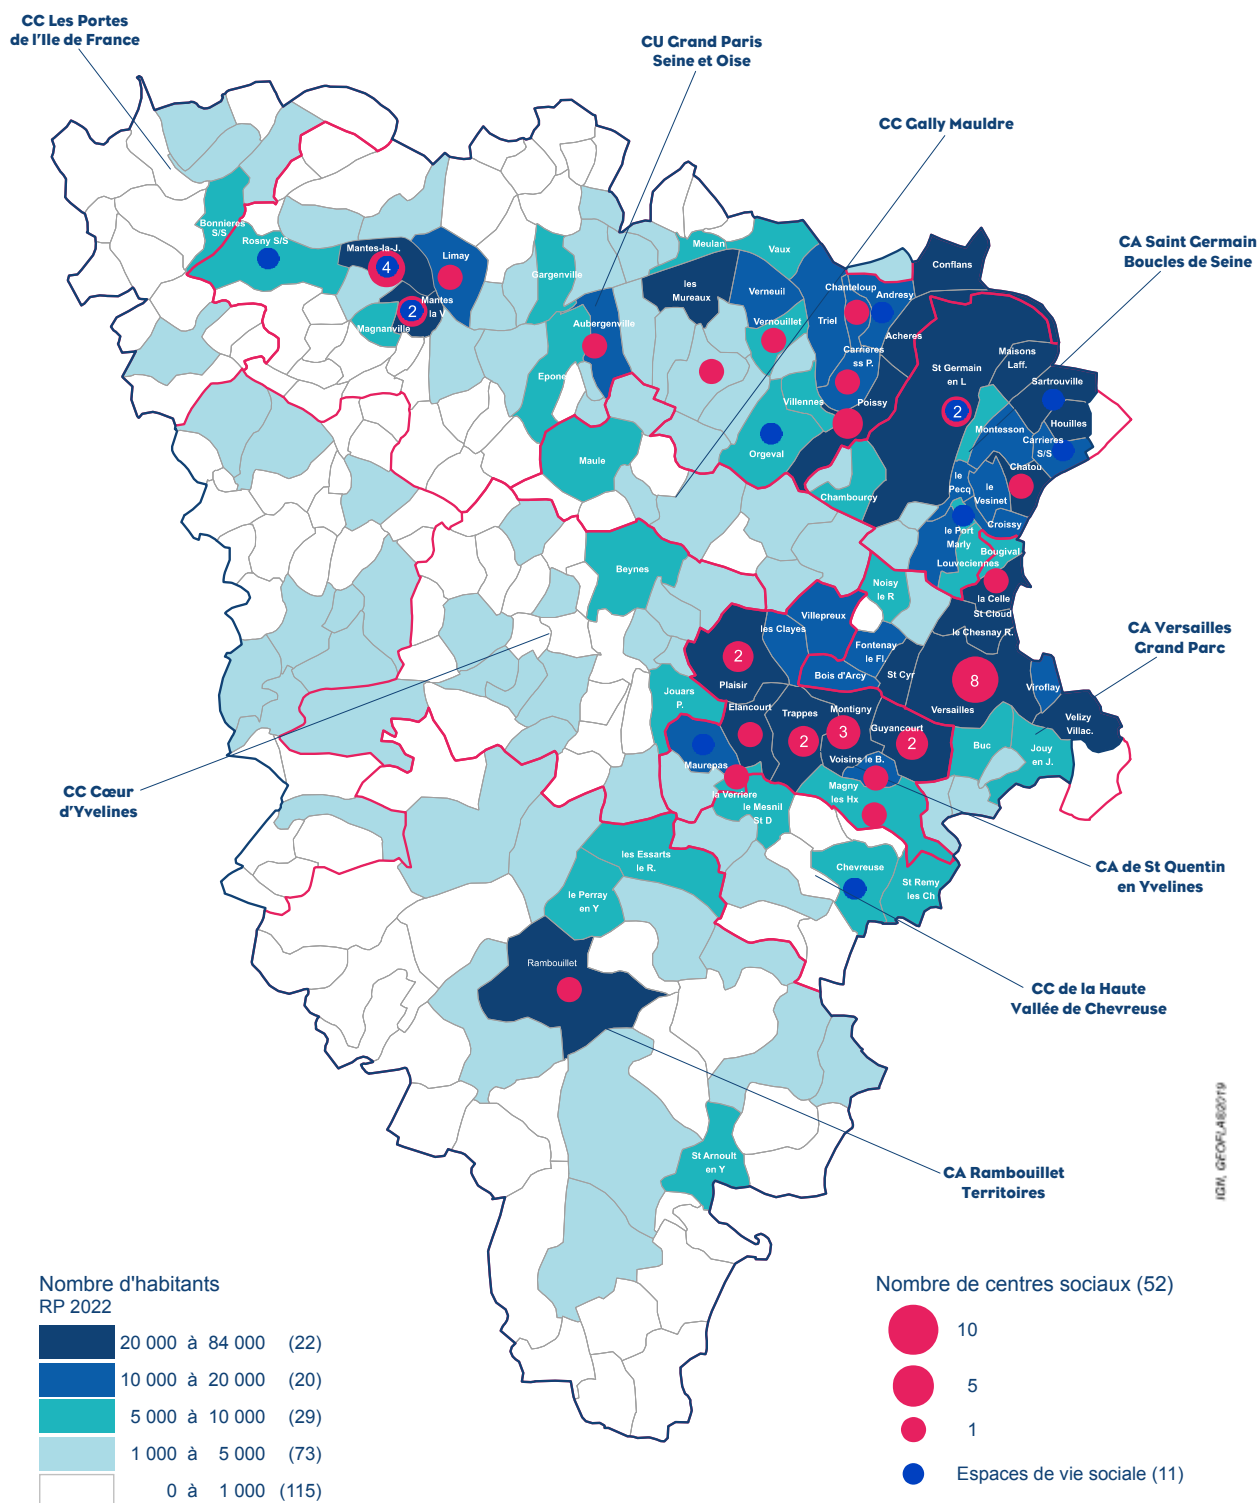 CC Les Portes
de l'Ile de France
CU Grand Paris
Seine et Oise
CC Gally Mauldre
CA Saint Germain
Boucles de Seine
Bonnieres
S/S
Rosny S/S
Mantes-la-J.
4
Limay
Mantes
la V
2
Magnanville
Gargenville
Meulan
Vaux
les
Mureaux
Verneuil
Vernouillet
Aubergenville
Epone
Chanteloup
Andresy
Triel
Conflans
Acheres
Carrières
ss P.
Poissy
Villennes
Orgeval
Maule
Chambourcy
Maisons
Laff.
St Germain
en L
2
Sartrouville
Houilles
Montesson
Carrieres
S/S
Chatou
le
Pecq
le
Vesinet
Croissy
le Port
Marly
Louveciennes
Bougival
la Celle
St Cloud
le Chesnay R.
Beynes
Noisy
le R
Villepreux
les Clayes
Fontenay
le Fl.
Bois d'Arcy
St Cyr
2
Plaisir
8
Versailles
Viroflay
Velizy
Villac.
CA Versailles
Grand Parc
Jouars
P.
Elancourt
Trappes
2
Montigny
3
Guyancourt
2
Buc
Jouy
en J.
Maurepas
Voisins le B.
la Verriere
le Mesnil
St D
Magny
les Hx
CC Cœur
d'Yvelines
les Essarts
le R.
le Perray
en Y
Chevreuse
St Remy
les Ch
CA de St Quentin
en Yvelines
Rambouillet
CC de la Haute
Vallée de Chevreuse
St Arnoult
en Y
CA Rambouillet
Territoires
IGN, GEOFLA®2019
Nombre d'habitants
RP 2022
20 000 à 84 000 (22)
10 000 à 20 000 (20)
5 000 à 10 000 (29)
1 000 à 5 000 (73)
0 à 1 000 (115)
Nombre de centres sociaux (52)
10
5
1
Espaces de vie sociale (11)